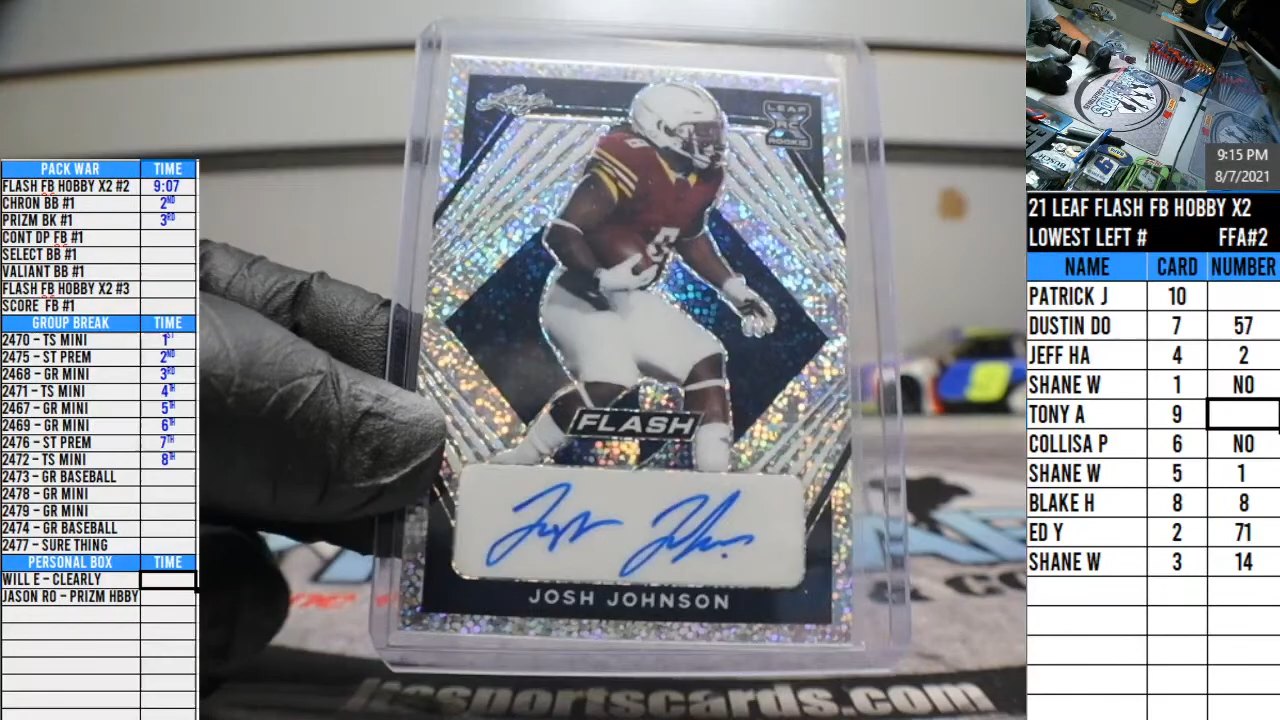 PACK WAR TIME
FLASH FB HOBBY X2 #2 9:07
CHRON BB #1 2ND
PRIZM BK #1 3RD
CONT DP FB #1
SELECT BB #1
VALIANT BB #1
FLASH FB HOBBY X2 #3
SCORE FB #1
GROUP BREAK TIME
2470 – TS MINI 1ST
2475 – ST PREM 2ND
2468 – GR MINI 3RD
2471 – TS MINI 4TH
2467 – GR MINI 5TH
2469 – GR MINI 6TH
2476 – ST PREM 7TH
2472 – TS MINI 8TH
2473 – GR BASEBALL
2478 – GR MINI
2479 – GR MINI
2474 – GR BASEBALL
2477 – SURE THING
PERSONAL BOX TIME
WILL E – CLEARLY
JASON RO – PRIZM HBBY
Leaf
LEAF
RC
ROOKIE
6
FLASH
JOSH JOHNSON
& CO
sportscards.com
9:15 PM
8/7/2021
21 LEAF FLASH FB HOBBY X2
LOWEST LEFT # FFA#2
NAME CARD NUMBER
PATRICK J 10
DUSTIN DO 7 57
JEFF HA 4 2
SHANE W 1 NO
TONY A 9
COLLISA P 6 NO
SHANE W 5 1
BLAKE H 8 8
ED Y 2 71
SHANE W 3 14